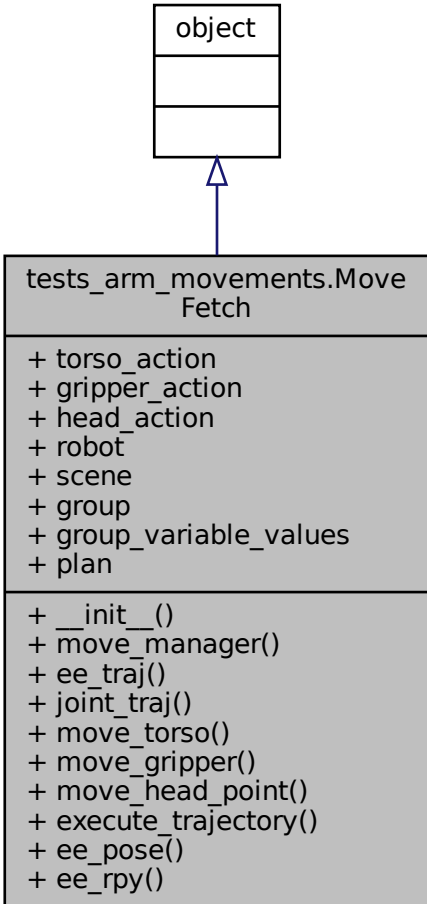 object
tests_arm_movements.Move
Fetch
+ torso_action
+ gripper_action
+ head_action
+ robot
+ scene
+ group
+ group_variable_values
+ plan
+ __init__()
+ move_manager()
+ ee_traj()
+ joint_traj()
+ move_torso()
+ move_gripper()
+ move_head_point()
+ execute_trajectory()
+ ee_pose()
+ ee_rpy()